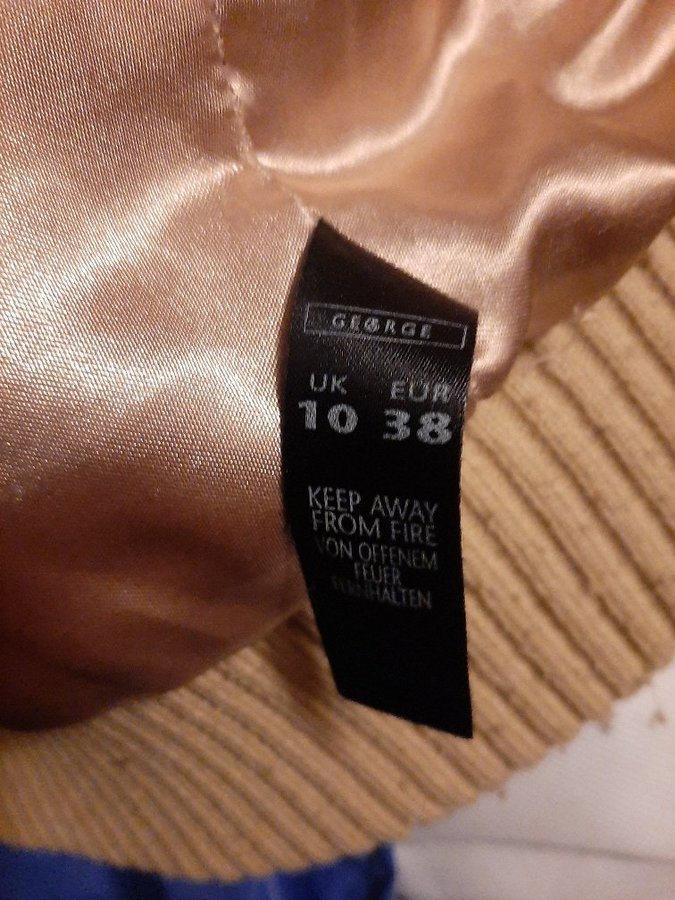 GEORGE
UK EUR
10 38
KEEP AWAY
FROM FIRE
VON OFFENEM
FEUER
FERNHALTEN